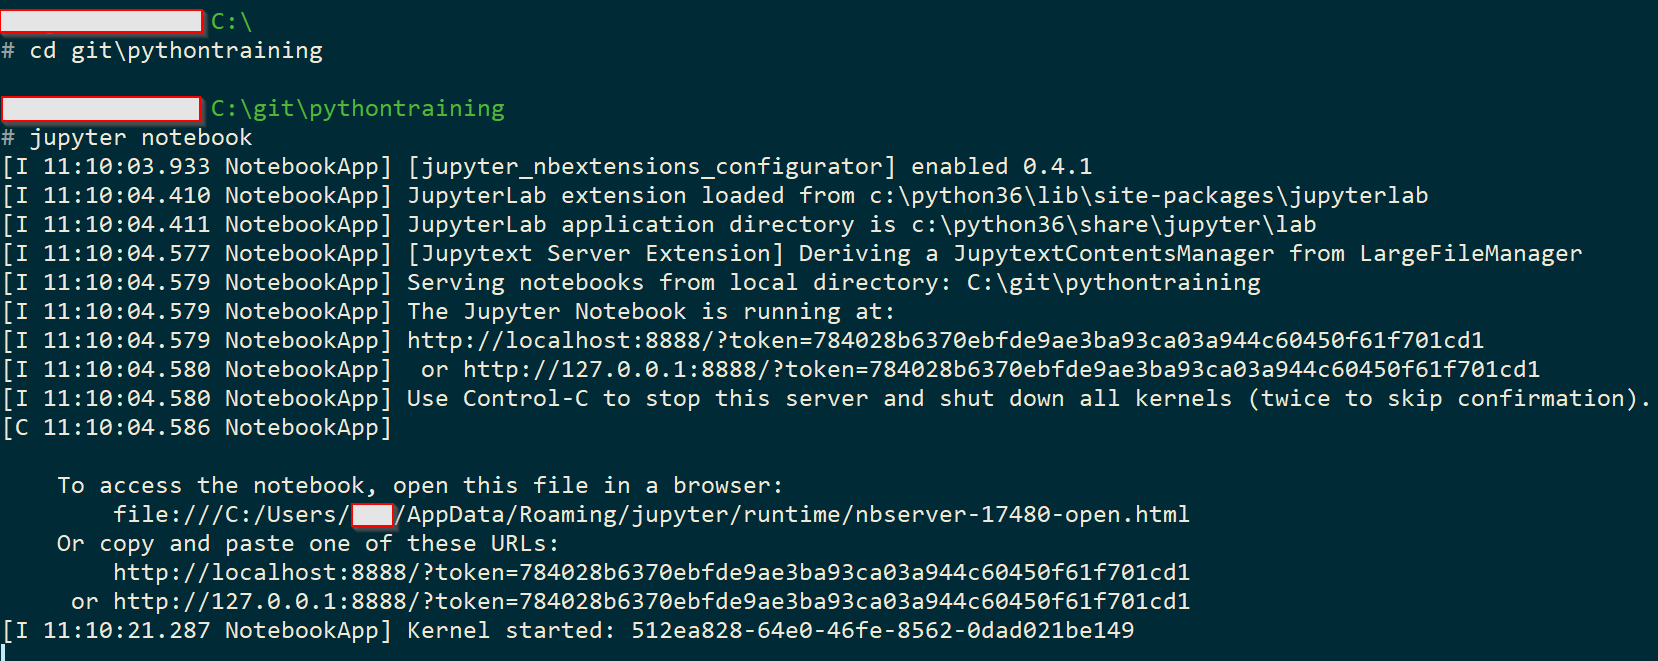 C:\
# cd git\pythontraining
C:\git\pythontraining
# jupyter notebook
[I 11:10:03.933 NotebookApp] [jupyter_nbextensions_configurator] enabled 0.4.1
[I 11:10:04.410 NotebookApp] JupyterLab extension loaded from c:\python36\lib\site-packages\jupyterlab
[I 11:10:04.411 NotebookApp] JupyterLab application directory is c:\python36\share\jupyter\lab
[I 11:10:04.577 NotebookApp] [Jupytext Server Extension] Deriving a JupytextContentsManager from LargeFileManager
[I 11:10:04.579 NotebookApp] Serving notebooks from local directory: C:\git\pythontraining
[I 11:10:04.579 NotebookApp] The Jupyter Notebook is running at:
[I 11:10:04.579 NotebookApp] http://localhost:8888/?token=784028b6370ebfde9ae3ba93ca03a944c60450f61f701cd1
[I 11:10:04.580 NotebookApp]  or http://127.0.0.1:8888/?token=784028b6370ebfde9ae3ba93ca03a944c60450f61f701cd1
[I 11:10:04.580 NotebookApp] Use Control-C to stop this server and shut down all kernels (twice to skip confirmation).
[C 11:10:04.586 NotebookApp]
To access the notebook, open this file in a browser:
file:///C:/Users/ /AppData/Roaming/jupyter/runtime/nbserver-17480-open.html
Or copy and paste one of these URLs:
http://localhost:8888/?token=784028b6370ebfde9ae3ba93ca03a944c60450f61f701cd1
or http://127.0.0.1:8888/?token=784028b6370ebfde9ae3ba93ca03a944c60450f61f701cd1
[I 11:10:21.287 NotebookApp] Kernel started: 512ea828-64e0-46fe-8562-0dad021be149